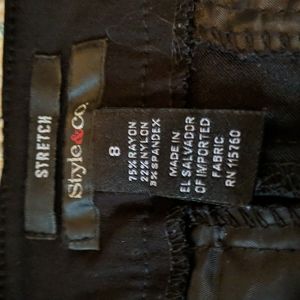 STRETCH
Style&co.
8
75% RAYON
22% NYLON
3% SPANDEX
MADE IN
EL SALVADOR
OF IMPORTED
FABRIC
RN 115760